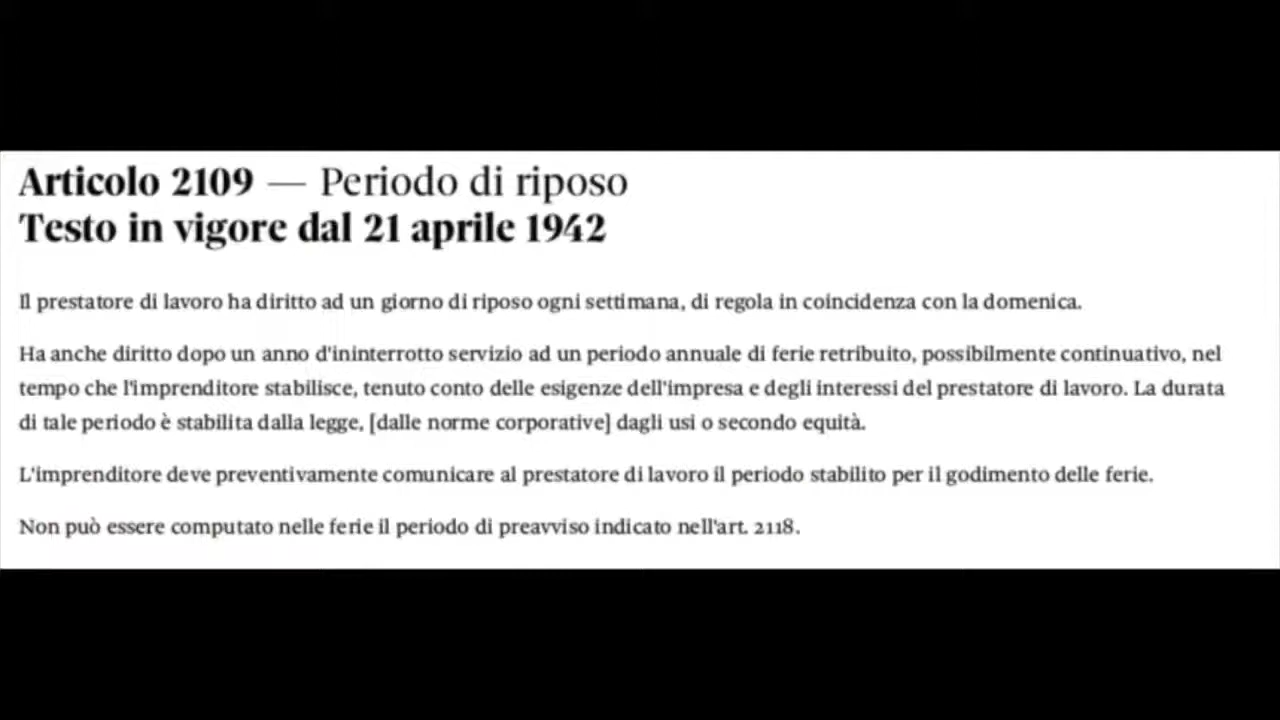 Articolo 2109 — Periodo di riposo
Testo in vigore dal 21 aprile 1942
Il prestatore di lavoro ha diritto ad un giorno di riposo ogni settimana, di regola in coincidenza con la domenica.
Ha anche diritto dopo un anno d'ininterrotto servizio ad un periodo annuale di ferie retribuito, possibilmente continuativo, nel
tempo che l'imprenditore stabilisce, tenuto conto delle esigenze dell'impresa e degli interessi del prestatore di lavoro. La durata
di tale periodo è stabilita dalla legge, [dalle norme corporative] dagli usi o secondo equità.
L'imprenditore deve preventivamente comunicare al prestatore di lavoro il periodo stabilito per il godimento delle ferie.
Non può essere computato nelle ferie il periodo di preavviso indicato nell'art. 2118.